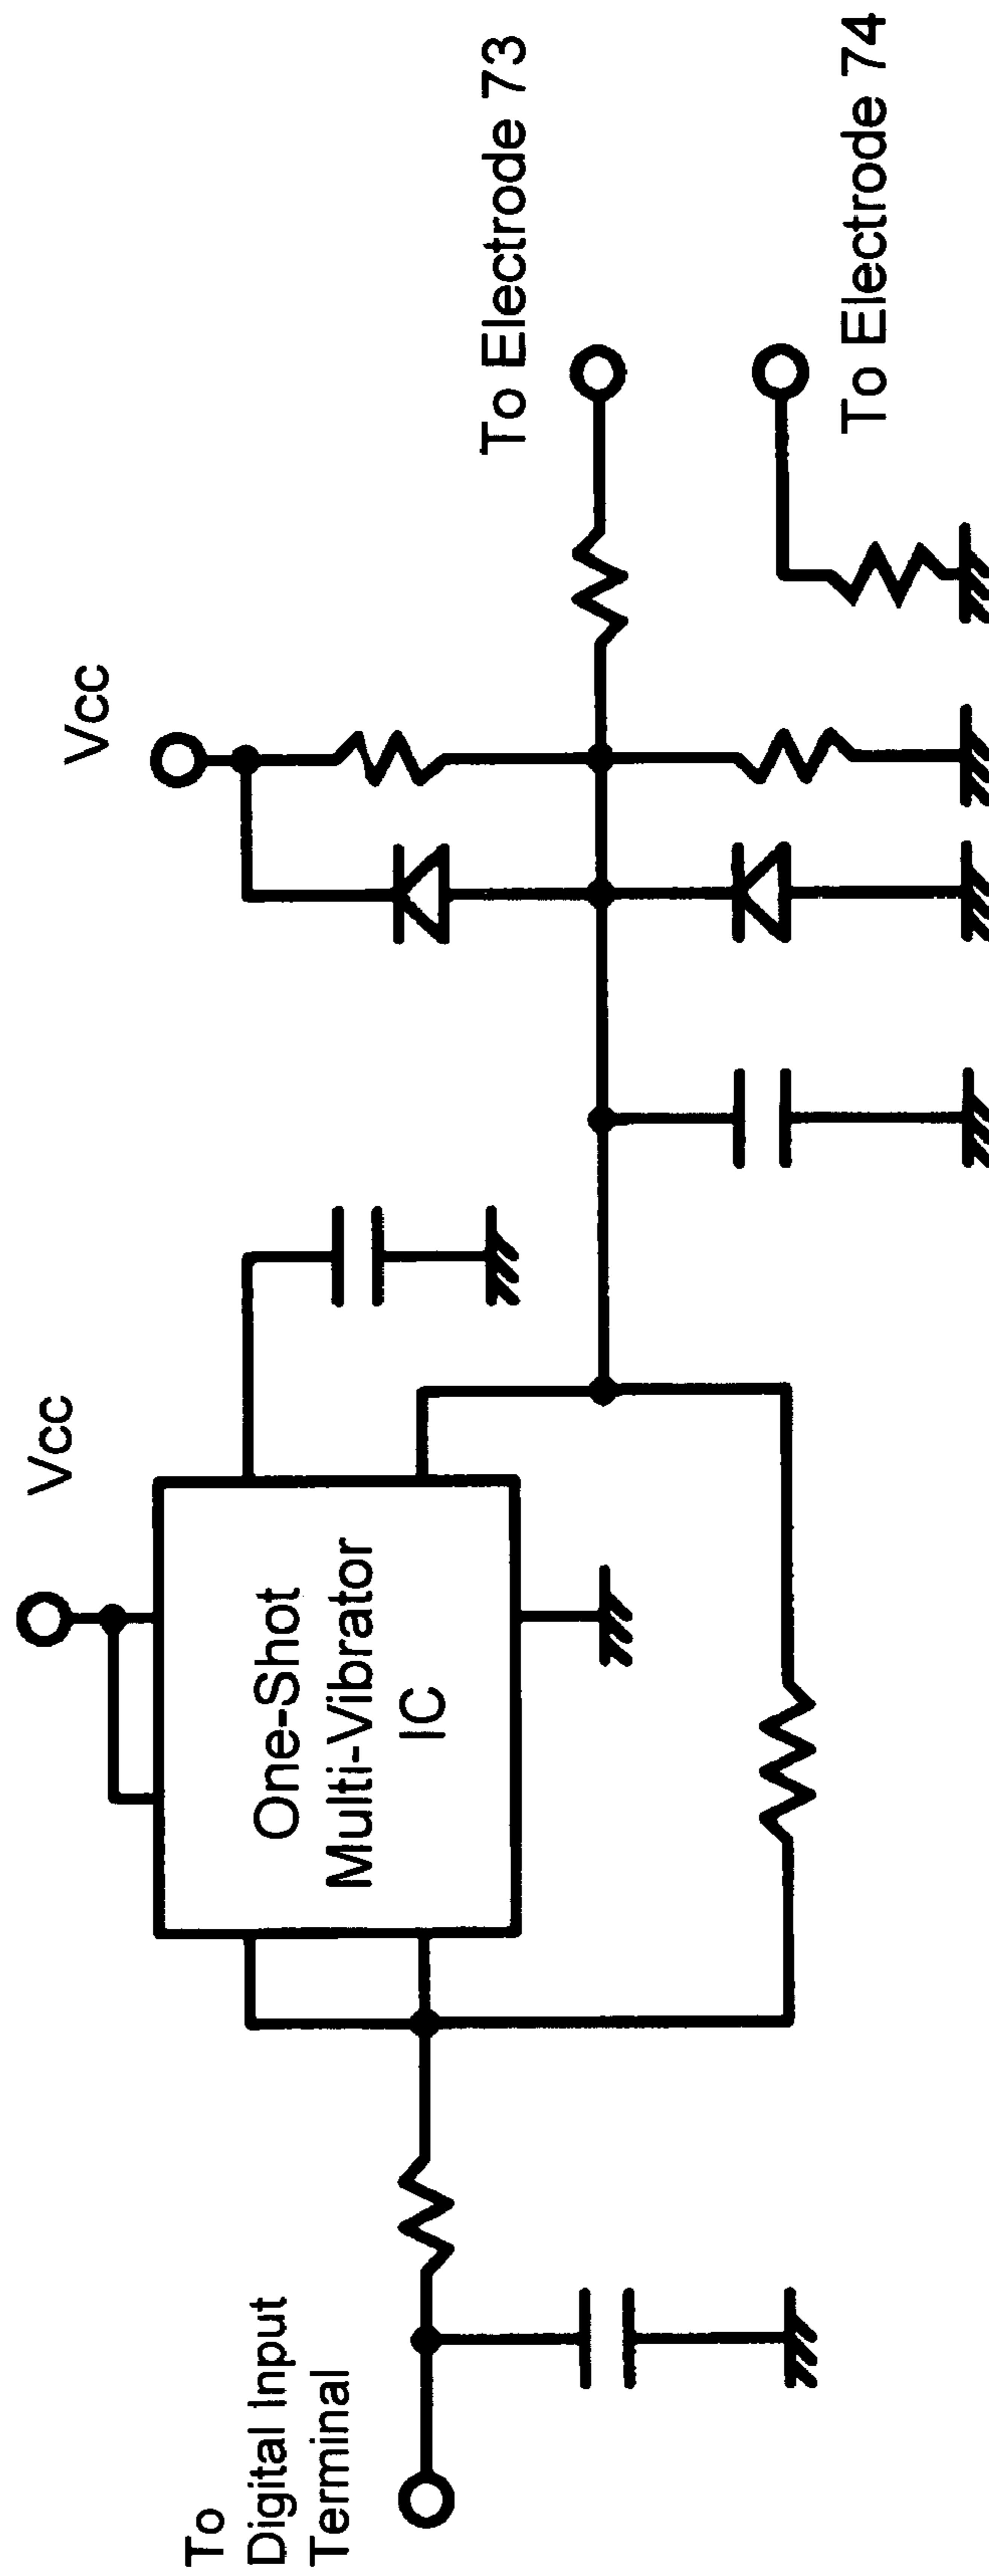 To
Digital Input
Terminal
Vcc
One-Shot
Multi-Vibrator
IC
Vcc
To Electrode 73
To Electrode 74